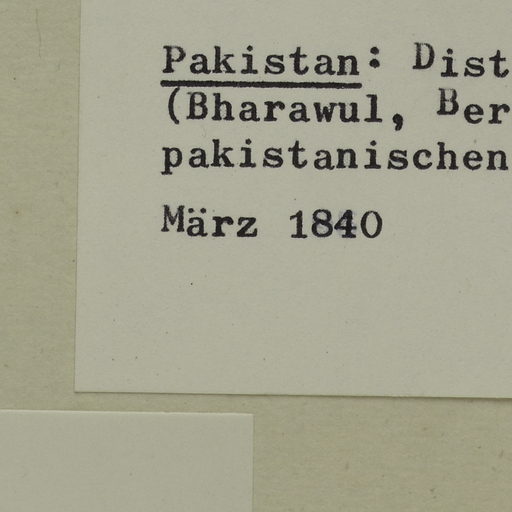 Pakistan: Dist
(Bharawul, Ber
pakistanischen
März 1840